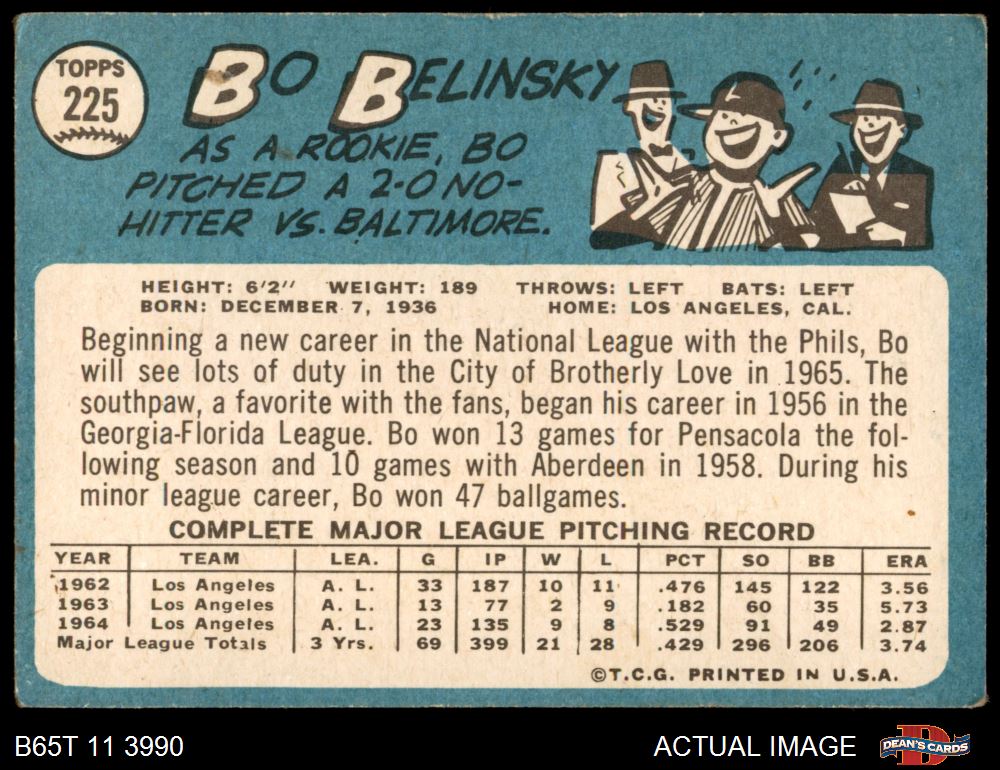 TOPPS
225
BO BELINSKY
AS A ROOKIE, BO
PITCHED A 2-0 NO-
HITTER VS. BALTIMORE.
HEIGHT: 6'2" WEIGHT: 189 THROWS: LEFT BATS: LEFT
BORN: DECEMBER 7, 1936 HOME: LOS ANGELES, CAL.
Beginning a new career in the National League with the Phils, Bo
will see lots of duty in the City of Brotherly Love in 1965. The
southpaw, a favorite with the fans, began his career in 1956 in the
Georgia-Florida League. Bo won 13 games for Pensacola the fol-
lowing season and 10 games with Aberdeen in 1958. During his
minor league career, Bo won 47 ballgames.
COMPLETE MAJOR LEAGUE PITCHING RECORD
YEAR TEAM LEA. G IP W L PCT SO BB ERA
1962 Los Angeles A. L. 33 187 10 11 .476 145 122 3.56
1963 Los Angeles A. L. 13 77 2 9 .182 60 35 5.73
1964 Los Angeles A. L. 23 135 9 8 .529 91 49 2.87
Major League Totals 3 Yrs. 69 399 21 28 .429 296 206 3.74
©T.C.G. PRINTED IN U.S.A.
B65T 11 3990 ACTUAL IMAGE DEAN'S CARDS